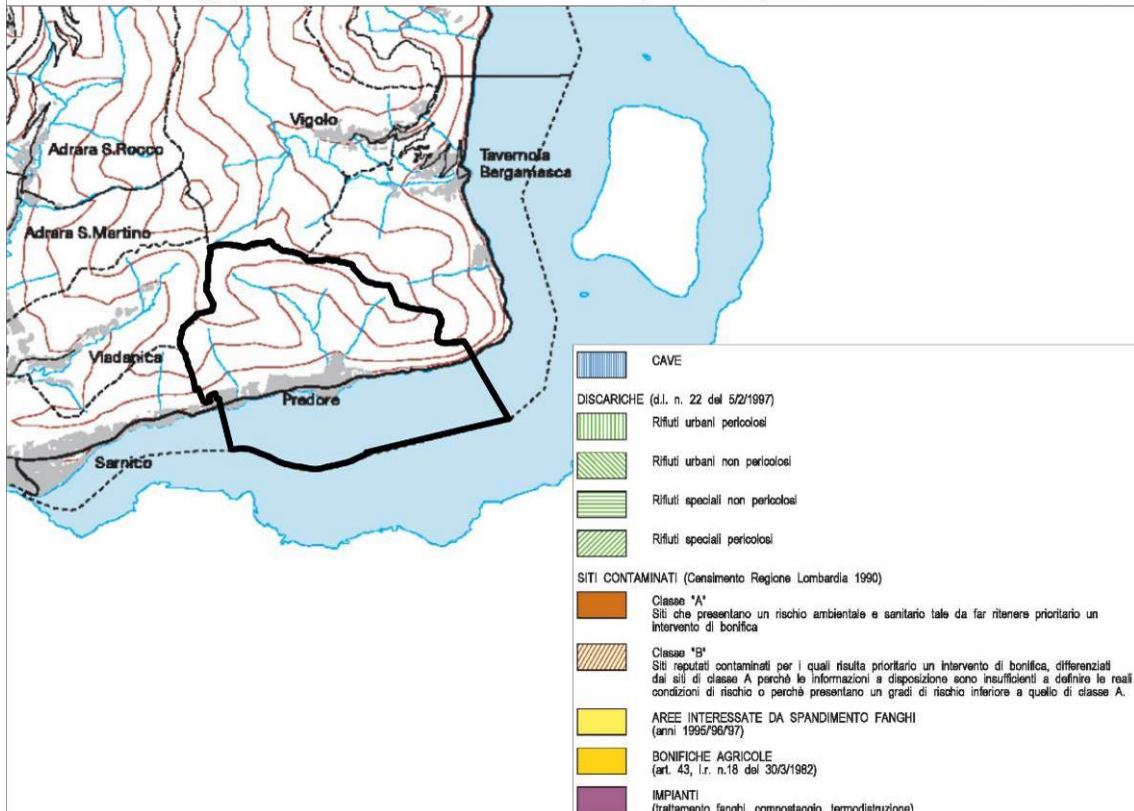 Vigolo
Adrara S.Rocco
Tavernola
Bergamasca
Adrara S.Martino
Viadanica
Predore
Sarnico
CAVE
DISCARICHE (d.l. n. 22 del 5/2/1997)
Rifiuti urbani pericolosi
Rifiuti urbani non pericolosi
Rifiuti speciali non pericolosi
Rifiuti speciali pericolosi
SITI CONTAMINATI (Censimento Regione Lombardia 1990)
Classe "A"
Siti che presentano un rischio ambientale e sanitario tale da far ritenere prioritario un
intervento di bonifica
Classe "B"
Siti reputati contaminati per i quali risulta prioritario un intervento di bonifica, differenziati
dai siti di classe A perchè le informazioni a disposizione sono insufficienti a definire le reali
condizioni di rischio o perchè presentano un gradi di rischio inferiore a quello di classe A.
AREE INTERESSATE DA SPANDIMENTO FANGHI
(anni 1995/'96/'97)
BONIFICHE AGRICOLE
(art. 43, l.r. n.18 del 30/3/1982)
IMPIANTI
(trattamento fanghi, compostaggio, termodistruzione)